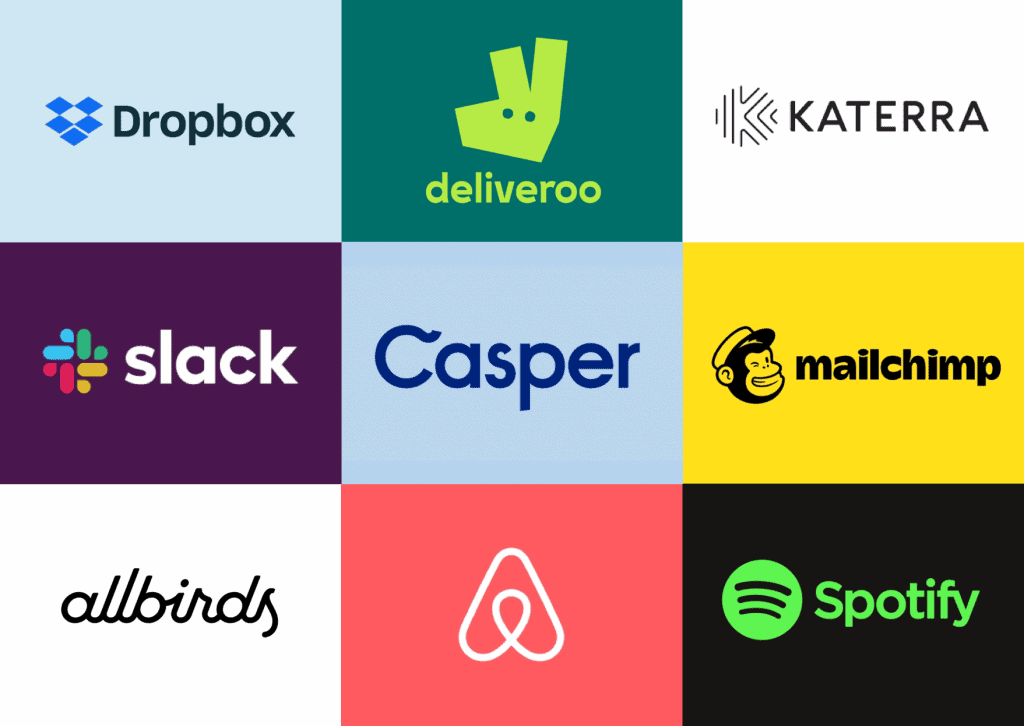 Dropbox
deliveroo
KATERRA
slack
Casper
mailchimp
allbirds
Spotify